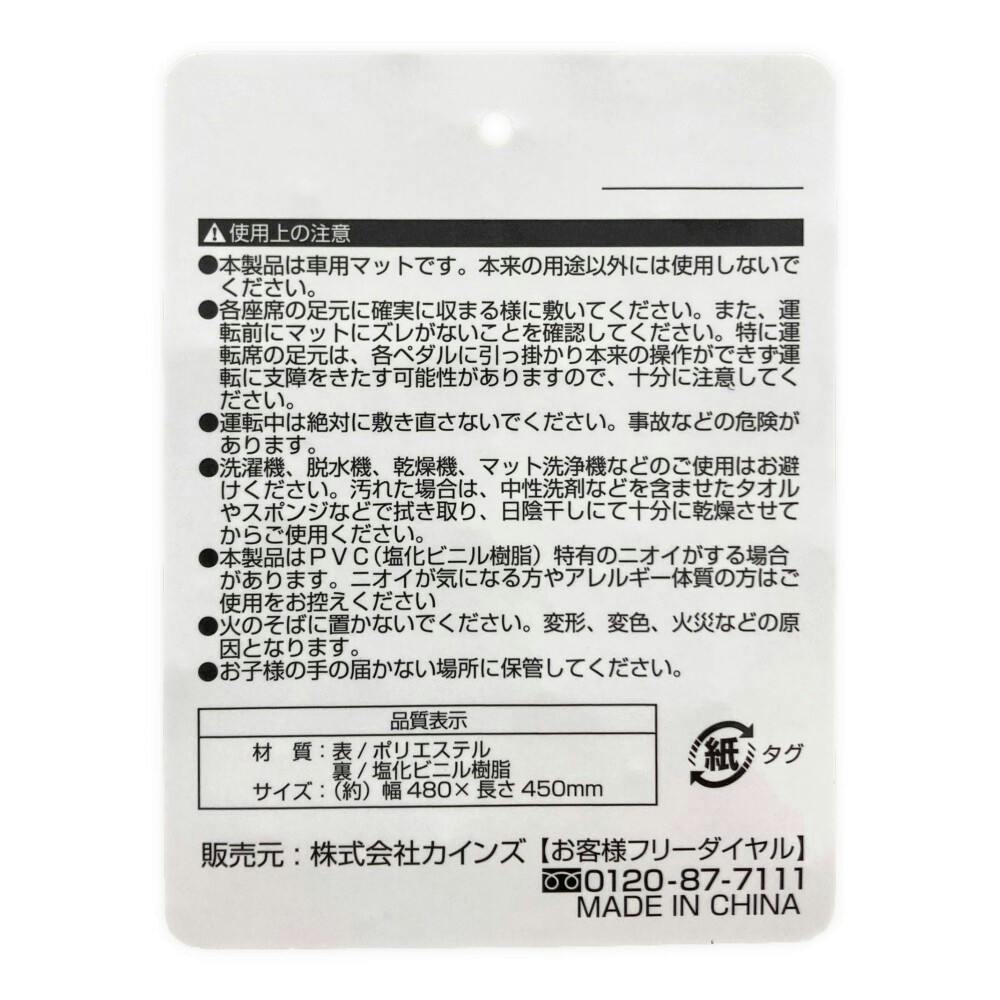 使用上の注意
●本製品は車用マットです。本来の用途以外には使用しないで
ください。
●各座席の足元に確実に収まる様に敷いてください。また、運
転前にマットにズレがないことを確認してください。特に運
転席の足元は、各ペダルに引っ掛かり本来の操作ができず運
転に支障をきたす可能性がありますので、十分に注意してく
ださい。
●運転中は絶対に敷き直さないでください。事故などの危険が
あります。
●洗濯機、脱水機、乾燥機、マット洗浄機などのご使用はお避
けください。汚れた場合は、中性洗剤などを含ませたタオル
やスポンジなどで拭き取り、日陰干しにて十分に乾燥させて
からご使用ください。
●本製品はPVC(塩化ビニル樹脂)特有のニオイがする場合
があります。ニオイが気になる方やアレルギー体質の方はご
使用をお控えください
●火のそばに置かないでください。変形、変色、火災などの原
因となります。
●お子様の手の届かない場所に保管してください。
品質表示
材 質:表/ポリエステル
裏/塩化ビニル樹脂
サイズ:(約)幅480×長さ450mm
紙 タグ
販売元:株式会社カインズ【お客様フリーダイヤル】
0120-87-7111
MADE IN CHINA